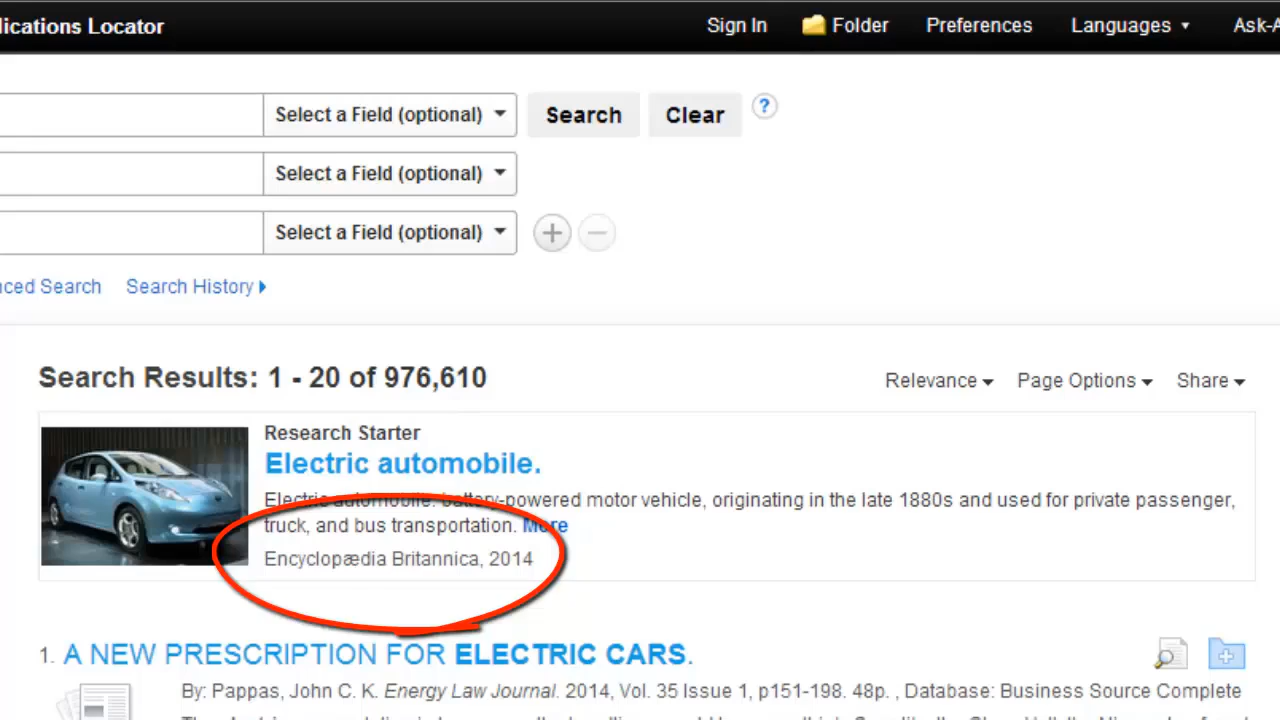 lications Locator Sign In Folder Preferences Languages Ask-A
Select a Field (optional) Search Clear ?
Select a Field (optional)
Select a Field (optional)
nced Search Search History
Search Results: 1 - 20 of 976,610 Relevance Page Options Share
Research Starter
Electric automobile.
Electric automobile. battery-powered motor vehicle, originating in the late 1880s and used for private passenger,
truck, and bus transportation. More
Encyclopædia Britannica, 2014
1. A NEW PRESCRIPTION FOR ELECTRIC CARS.
By: Pappas, John C. K. Energy Law Journal. 2014, Vol. 35 Issue 1, p151-198. 48p. , Database: Business Source Complete